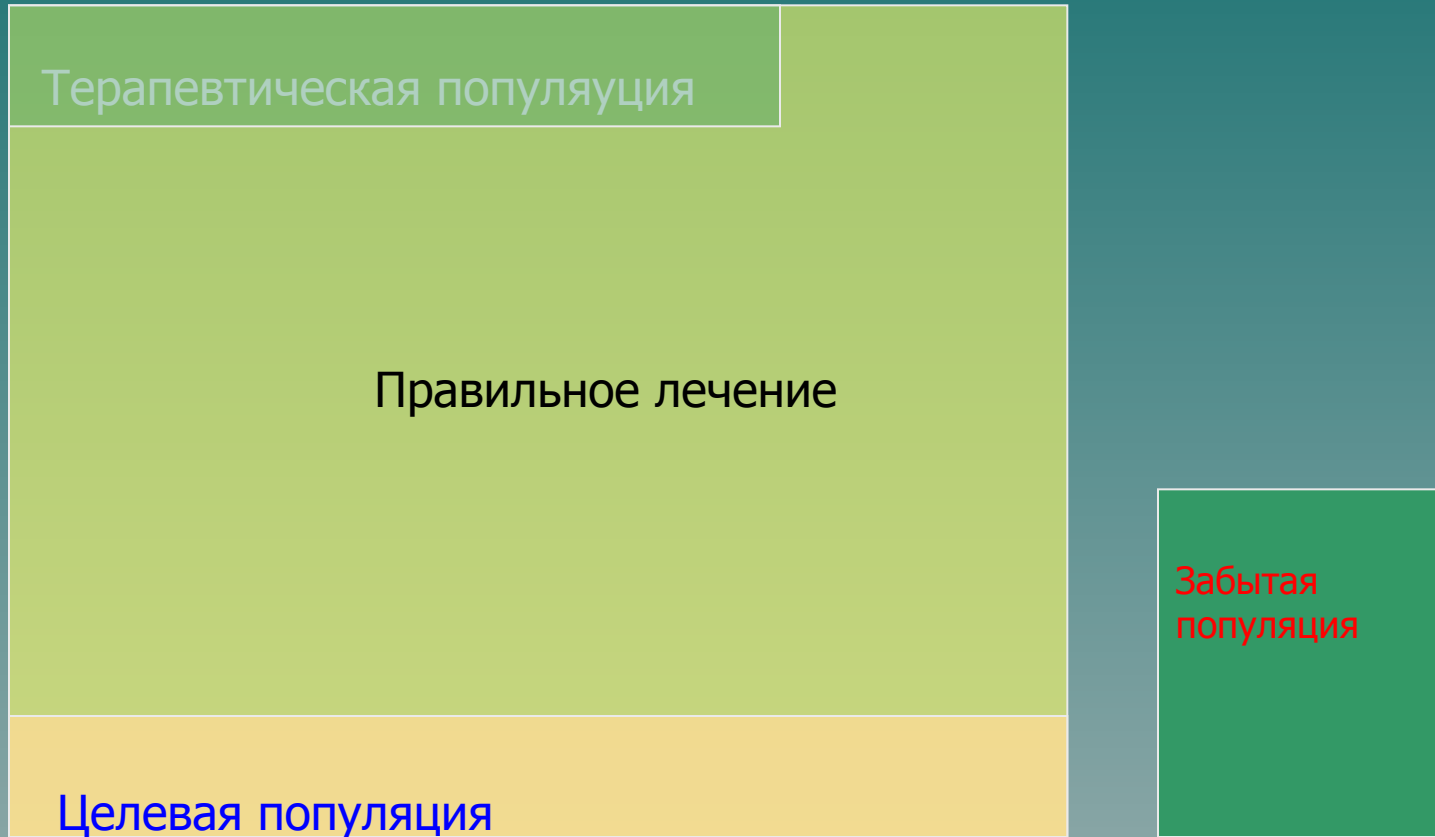 Терапевтическая популяуция
Правильное лечение
Забытая
популяция
Целевая популяция